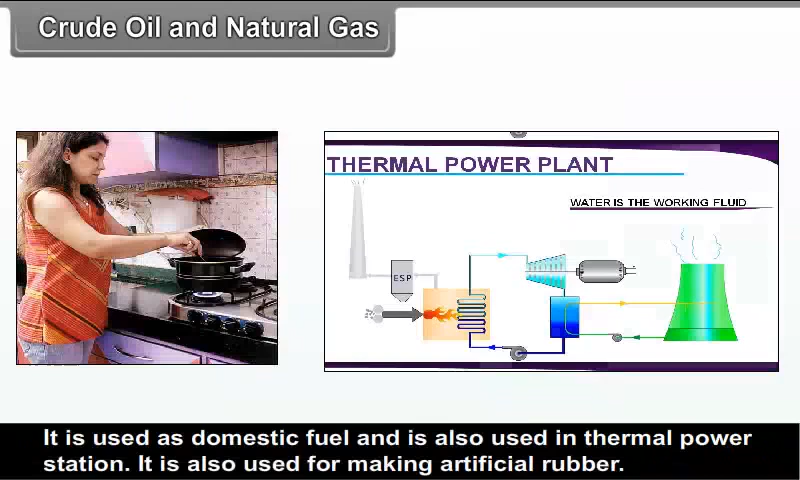 Crude Oil and Natural Gas
THERMAL POWER PLANT
WATER IS THE WORKING FLUID
ESP
It is used as domestic fuel and is also used in thermal power
station. It is also used for making artificial rubber.